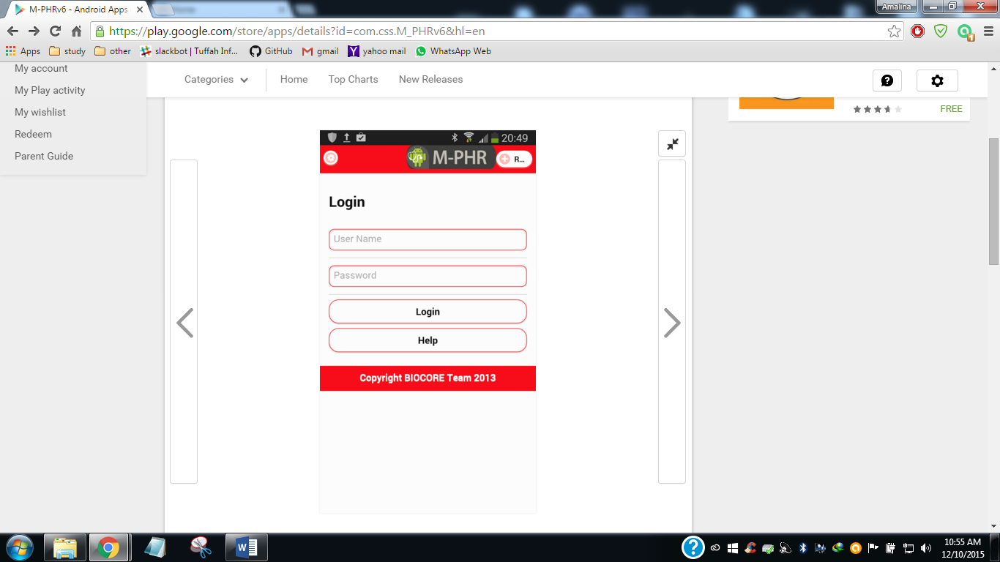 M-PHRv6 - Android Apps
Amalina
https://play.google.com/store/apps/details?id=com.css.M_PHRv6&hl=en
1
Apps study other slackbot | Tuffah Inf... GitHub gmail yahoo mail WhatsApp Web
My account
My Play activity
My wishlist
Redeem
Parent Guide
Categories Home Top Charts New Releases
FREE
20:49
M-PHR R...
Login
User Name
Password
Login
Help
Copyright BIOCORE Team 2013
10:55 AM
12/10/2015